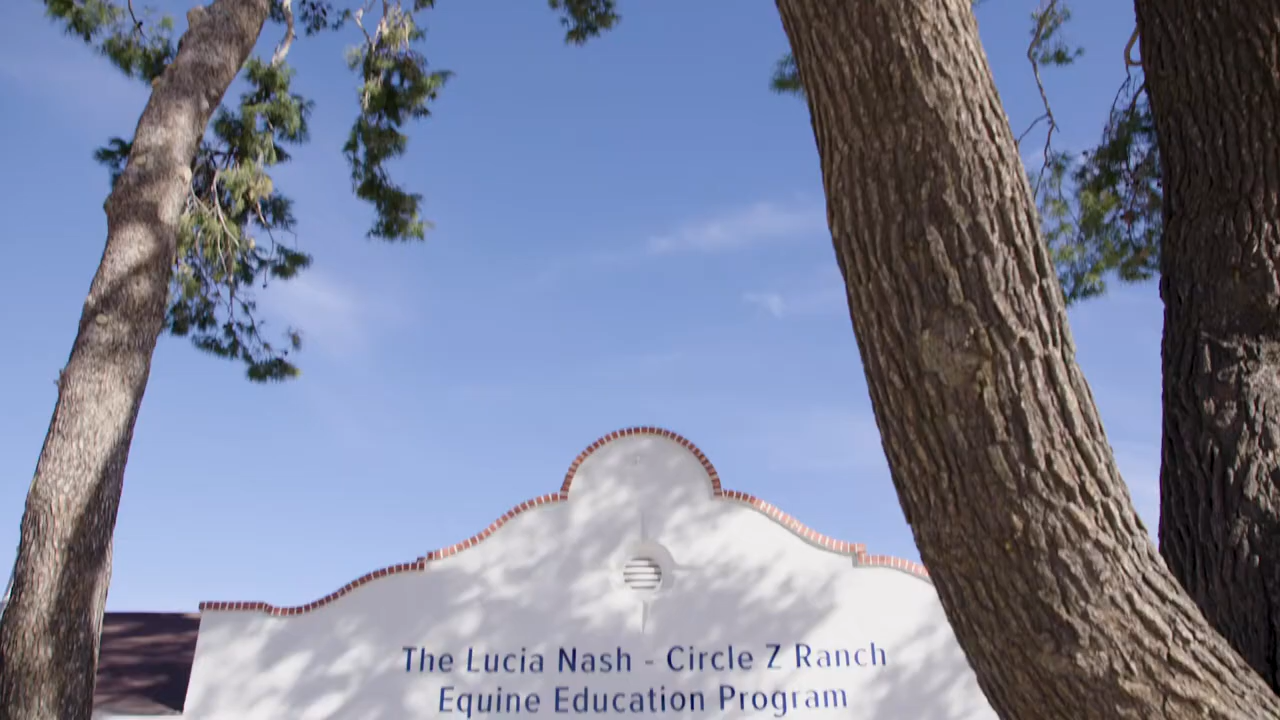 The Lucia Nash - Circle Z Ranch
Equine Education Program